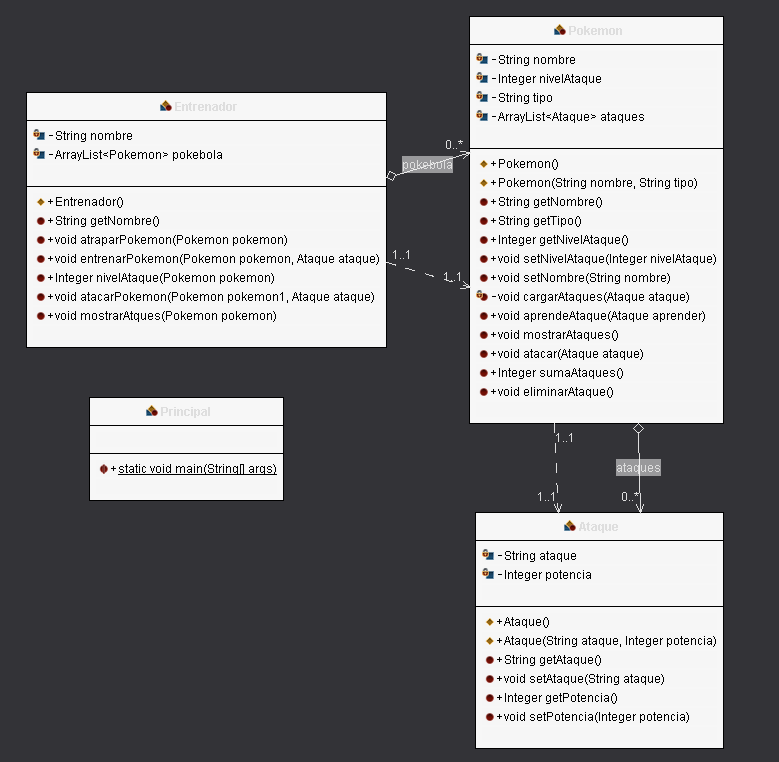 Entrenador
-String nombre
-ArrayList<Pokemon> pokebola
+Entrenador()
+String getNombre()
+void atraparPokemon(Pokemon pokemon)
+void entrenarPokemon(Pokemon pokemon, Ataque ataque)
+Integer nivelAtaque(Pokemon pokemon)
+void atacarPokemon(Pokemon pokemon1, Ataque ataque)
+void mostrarAtques(Pokemon pokemon)
pokebola
0..*
1..1
1..1
Pokemon
-String nombre
-Integer nivelAtaque
-String tipo
-ArrayList<Ataque> ataques
+Pokemon()
+Pokemon(String nombre, String tipo)
+String getNombre()
+String getTipo()
+Integer getNivelAtaque()
+void setNivelAtaque(Integer nivelAtaque)
+void setNombre(String nombre)
-void cargarAtaques(Ataque ataque)
+void aprendeAtaque(Ataque aprender)
+void mostrarAtaques()
+void atacar(Ataque ataque)
+Integer sumaAtaques()
+void eliminarAtaque()
Principal
+static void main(String[] args)
1..1
ataques
1..1
0..*
Ataque
-String ataque
-Integer potencia
+Ataque()
+Ataque(String ataque, Integer potencia)
+String getAtaque()
+void setAtaque(String ataque)
+Integer getPotencia()
+void setPotencia(Integer potencia)